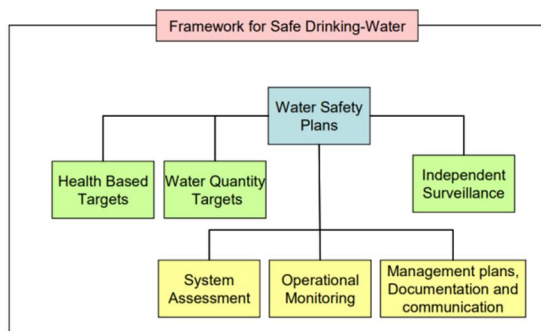 Framework for Safe Drinking-Water
Water Safety
Plans
Health Based
Targets
Water Quantity
Targets
Independent
Surveillance
System
Assessment
Operational
Monitoring
Management plans,
Documentation and
communication